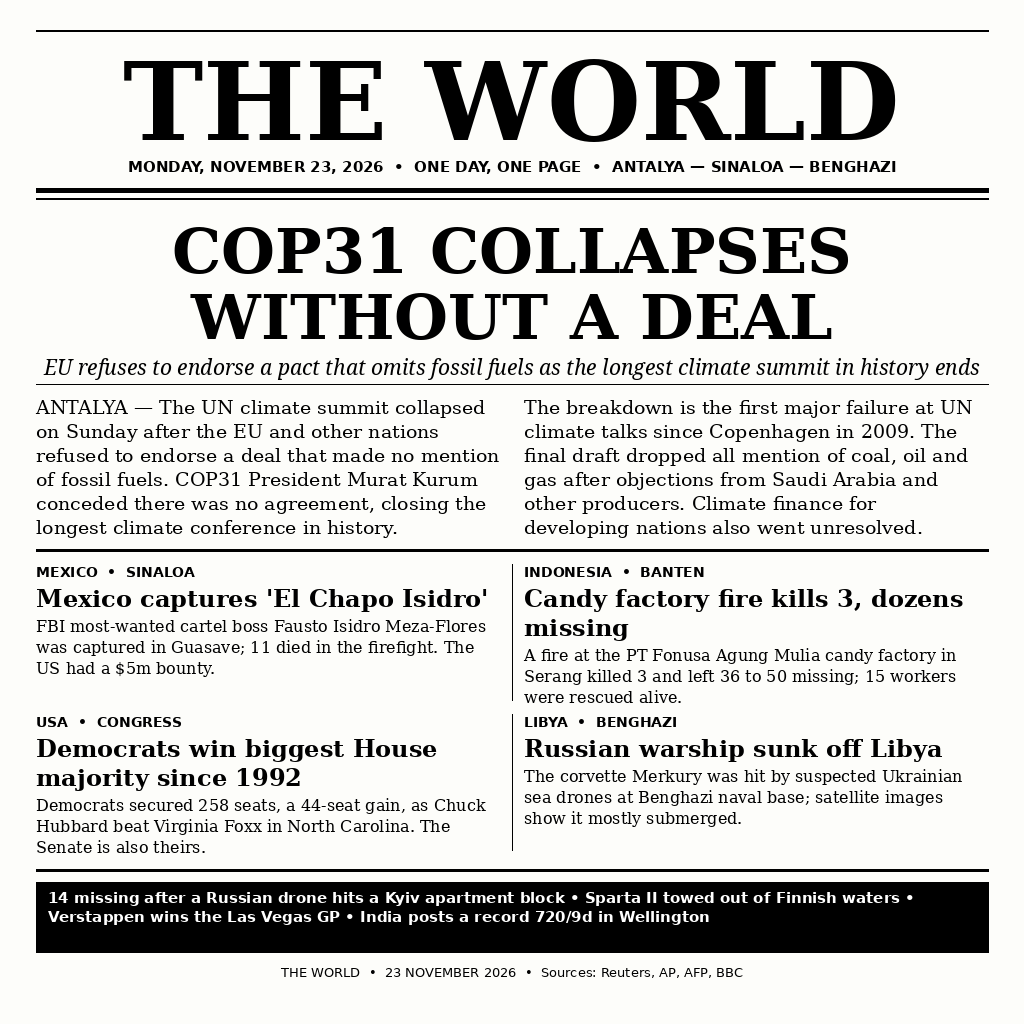 THE WORLD
MONDAY, NOVEMBER 23, 2026 • ONE DAY, ONE PAGE • ANTALYA — SINALOA — BENGHAZI
COP31 COLLAPSES
WITHOUT A DEAL
EU refuses to endorse a pact that omits fossil fuels as the longest climate summit in history ends
ANTALYA — The UN climate summit collapsed
on Sunday after the EU and other nations
refused to endorse a deal that made no mention
of fossil fuels. COP31 President Murat Kurum
conceded there was no agreement, closing the
longest climate conference in history.
The breakdown is the first major failure at UN
climate talks since Copenhagen in 2009. The
final draft dropped all mention of coal, oil and
gas after objections from Saudi Arabia and
other producers. Climate finance for
developing nations also went unresolved.
MEXICO • SINALOA
Mexico captures 'El Chapo Isidro'
FBI most-wanted cartel boss Fausto Isidro Meza-Flores
was captured in Guasave; 11 died in the firefight. The
US had a $5m bounty.
INDONESIA • BANTEN
Candy factory fire kills 3, dozens
missing
A fire at the PT Fonusa Agung Mulia candy factory in
Serang killed 3 and left 36 to 50 missing; 15 workers
were rescued alive.
USA • CONGRESS
Democrats win biggest House
majority since 1992
Democrats secured 258 seats, a 44-seat gain, as Chuck
Hubbard beat Virginia Foxx in North Carolina. The
Senate is also theirs.
LIBYA • BENGHAZI
Russian warship sunk off Libya
The corvette Merkury was hit by suspected Ukrainian
sea drones at Benghazi naval base; satellite images
show it mostly submerged.
14 missing after a Russian drone hits a Kyiv apartment block • Sparta II towed out of Finnish waters •
Verstappen wins the Las Vegas GP • India posts a record 720/9d in Wellington
THE WORLD • 23 NOVEMBER 2026 • Sources: Reuters, AP, AFP, BBC